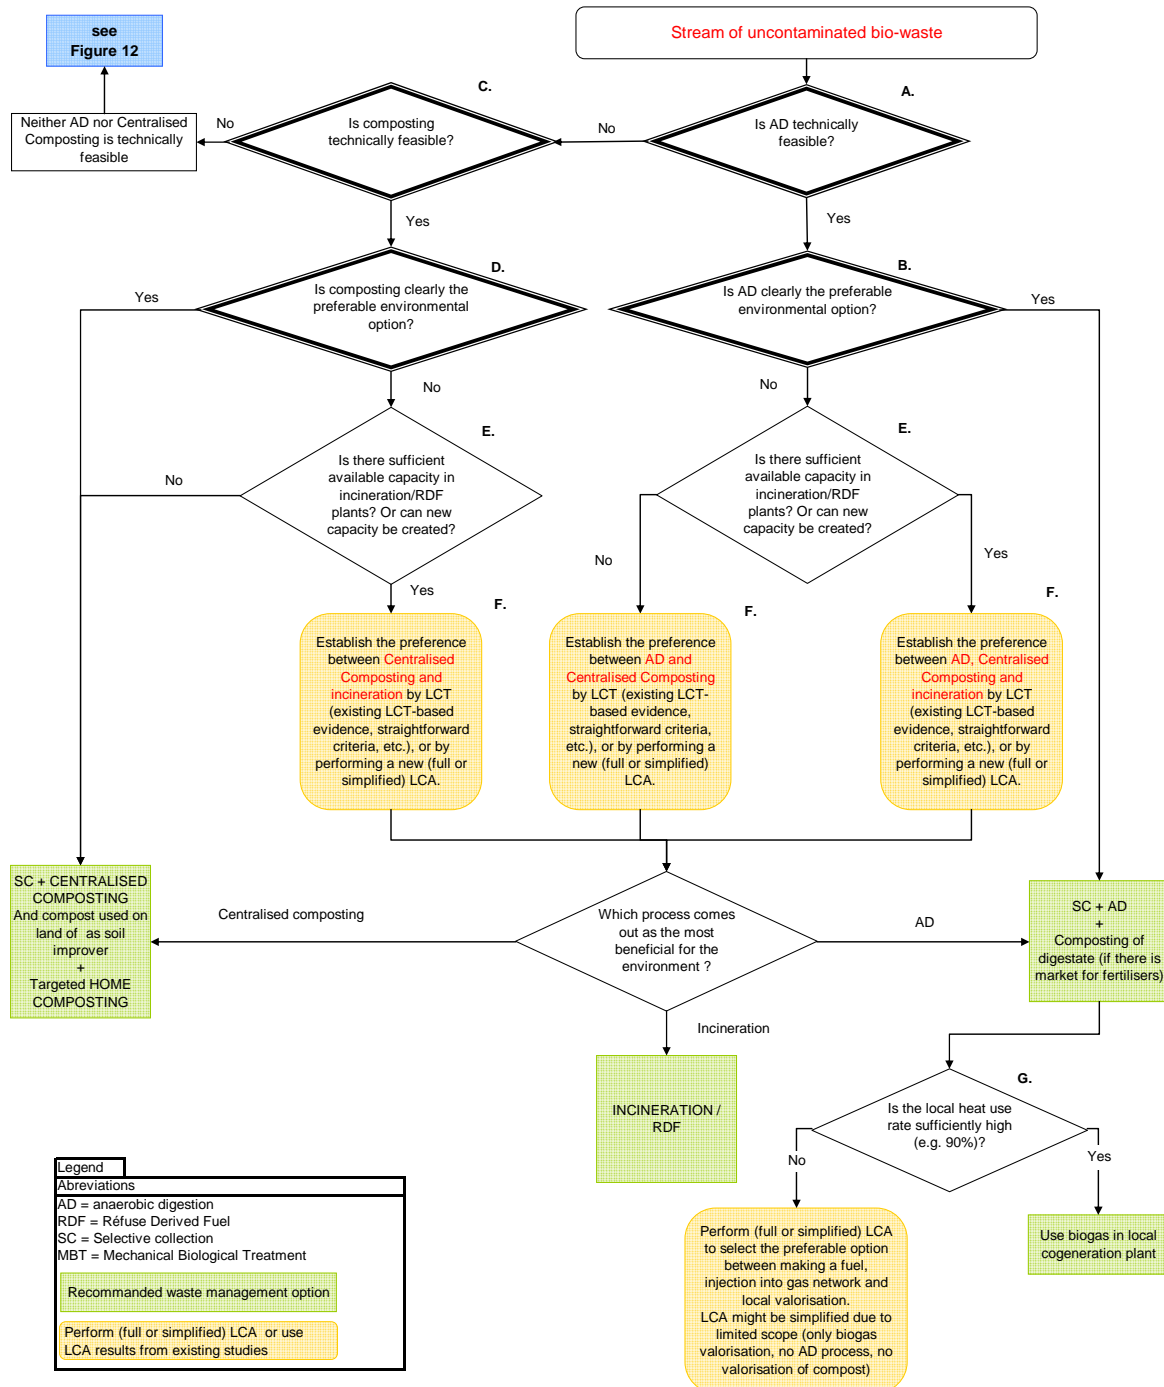 see
Figure 12
Stream of uncontaminated bio-waste
C.
A.
Neither AD nor Centralised
Composting is technically
feasible
No
Is composting
technically feasible?
No
Is AD technically
feasible?
Yes
Yes
D.
B.
Yes
Is composting clearly the
preferable environmental
option?
Is AD clearly the preferable
environmental option?
Yes
No
No
E.
E.
No
Is there sufficient
available capacity in
incineration/RDF
plants? Or can new
capacity be created?
Is there sufficient
available capacity in
incineration/RDF
plants? Or can new
capacity be created?
No
Yes
Yes
F.
F.
F.
Establish the preference
between Centralised
Composting and
incineration by LCT
(existing LCT-based
evidence, straightforward
criteria, etc.), or by
performing a new (full or
simplified) LCA.
Establish the preference
between AD and
Centralised Composting
by LCT (existing LCT-
based evidence,
straightforward criteria,
etc.), or by performing a
new (full or simplified)
LCA.
Establish the preference
between AD, Centralised
Composting and
incineration by LCT
(existing LCT-based
evidence, straightforward
criteria, etc.), or by
performing a new (full or
simplified) LCA.
SC + CENTRALISED
COMPOSTING
And compost used on
land of as soil
improver
+
Targeted HOME
COMPOSTING
Centralised composting
Which process comes
out as the most
beneficial for the
environment ?
AD
SC + AD
+
Composting of
digestate (if there is
market for fertilisers)
Incineration
INCINERATION /
RDF
G.
Is the local heat use
rate sufficiently high
(e.g. 90%)?
No
Yes
Perform (full or simplified) LCA
to select the preferable option
between making a fuel,
injection into gas network and
local valorisation.
LCA might be simplified due to
limited scope (only biogas
valorisation, no AD process, no
valorisation of compost)
Use biogas in local
cogeneration plant
Legend
Abreviations
AD = anaerobic digestion
RDF = Réfuse Derived Fuel
SC = Selective collection
MBT = Mechanical Biological Treatment
Recommanded waste management option
Perform (full or simplified) LCA or use
LCA results from existing studies